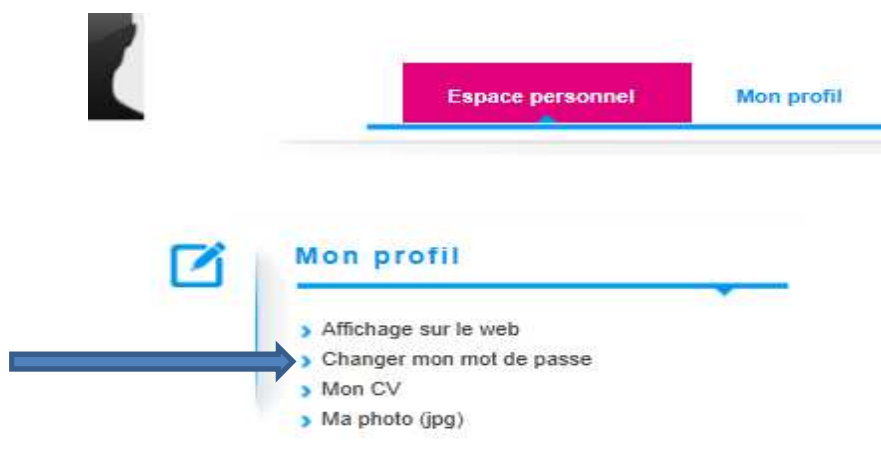 Espace personnel Mon profil
Mon profil
Affichage sur le web
Changer mon mot de passe
Mon CV
Ma photo (jpg)